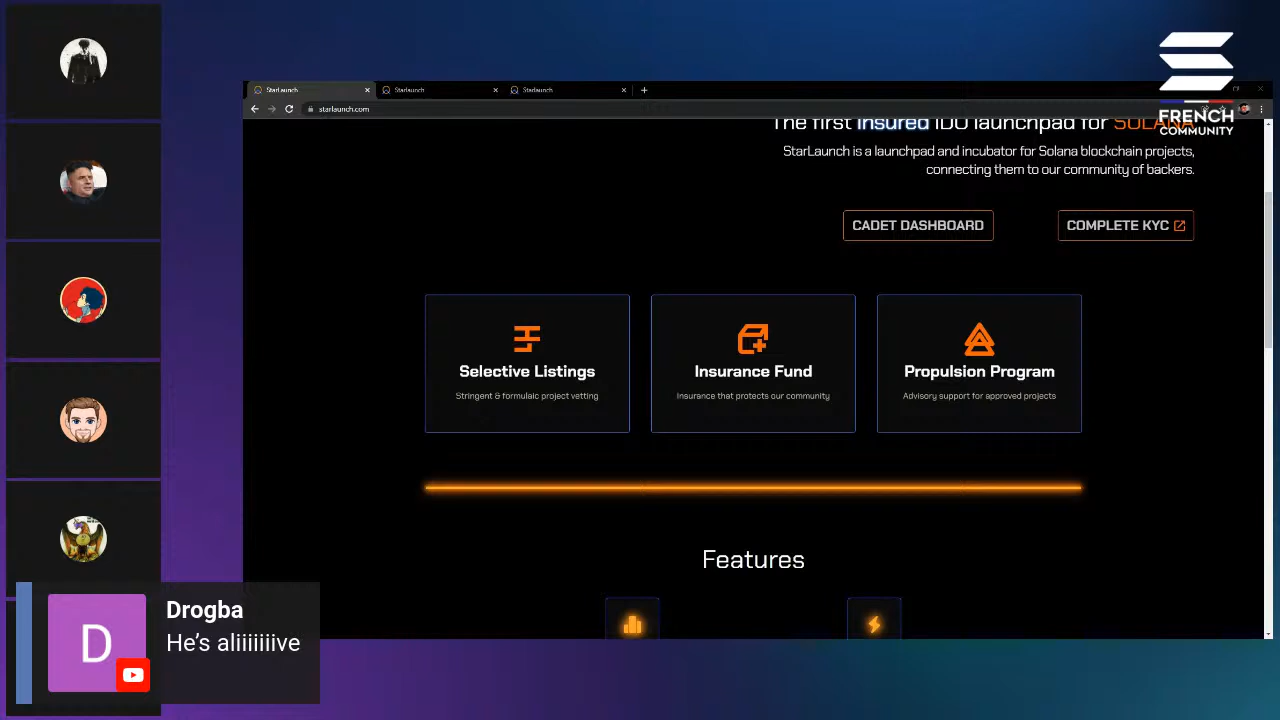 StarLaunch
StarLaunch
StarLaunch
starlaunch.com
FRENCH
COMMUNITY
The first insured IDO launchpad for SOLANA
StarLaunch is a launchpad and incubator for Solana blockchain projects,
connecting them to our community of backers.
CADET DASHBOARD
COMPLETE KYC
Selective Listings
Stringent & formulaic project vetting
Insurance Fund
Insurance that protects our community
Propulsion Program
Advisory support for approved projects
Features
D
Drogba
He’s aliiiiiive